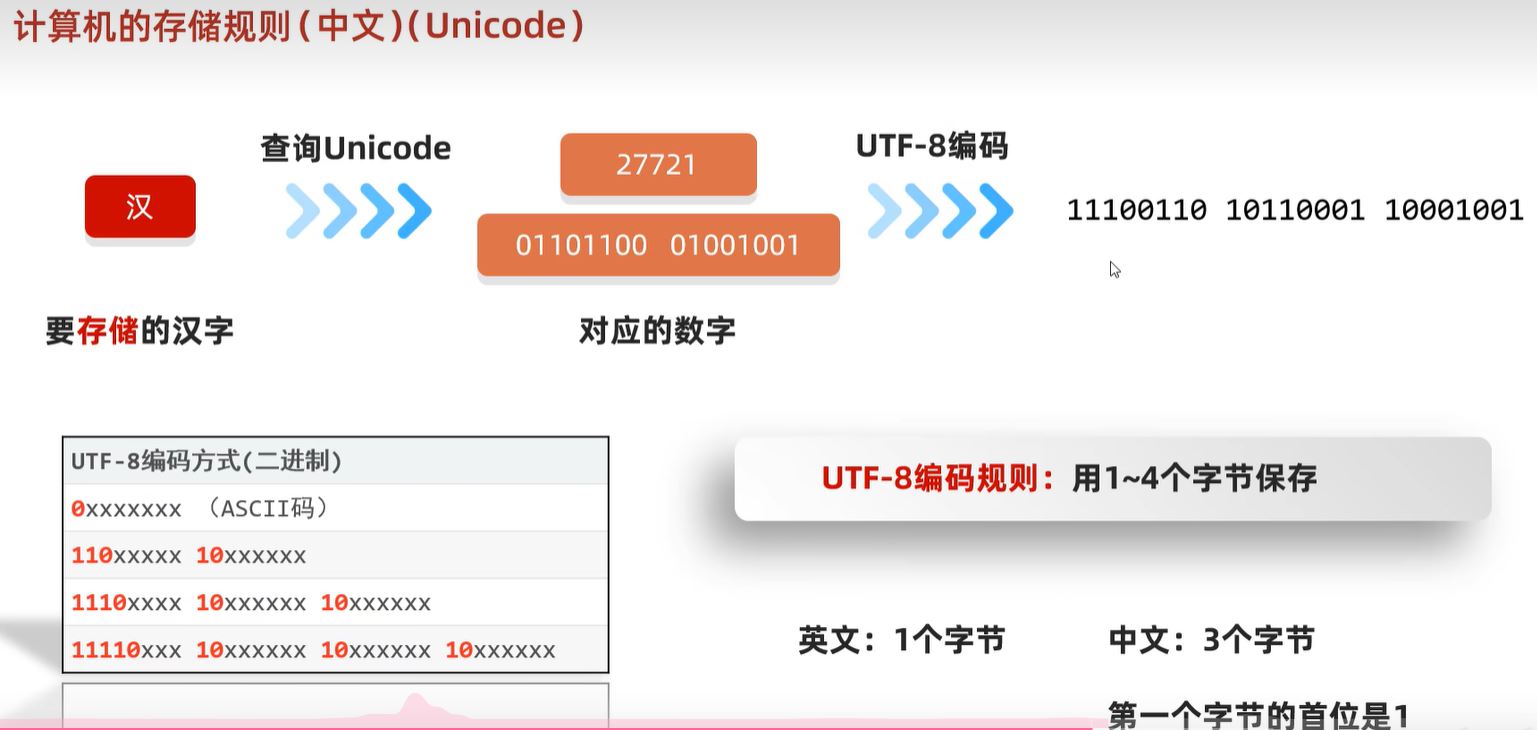 计算机的存储规则(中文)(Unicode)
查询Unicode
UTF-8编码
汉
27721
01101100 01001001
11100110 10110001 10001001
要存储的汉字
对应的数字
UTF-8编码方式(二进制)
0xxxxxxx （ASCII码）
110xxxxx 10xxxxxx
1110xxxx 10xxxxxx 10xxxxxx
11110xxx 10xxxxxx 10xxxxxx 10xxxxxx
UTF-8编码规则：用1~4个字节保存
英文：1个字节
中文：3个字节
第一个字节的首位是1